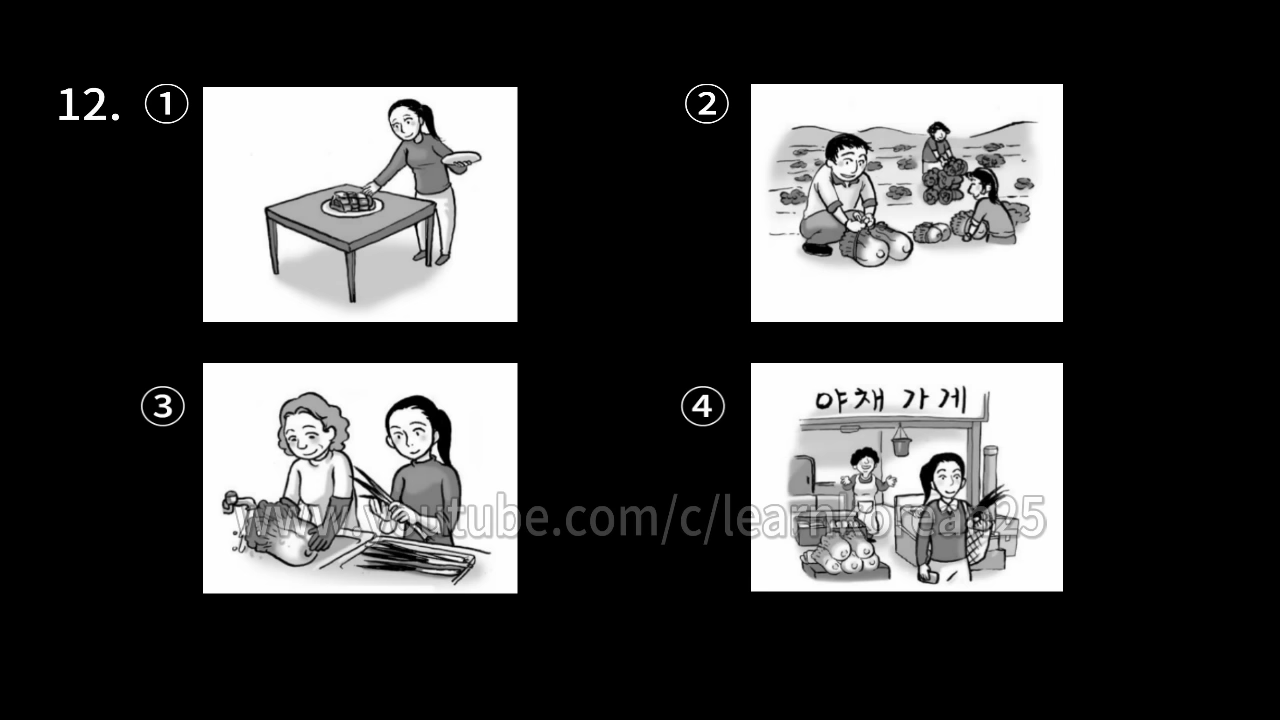 12. ① ②
야채 가게
③ ④
www.youtube.com/c/learnkorean25